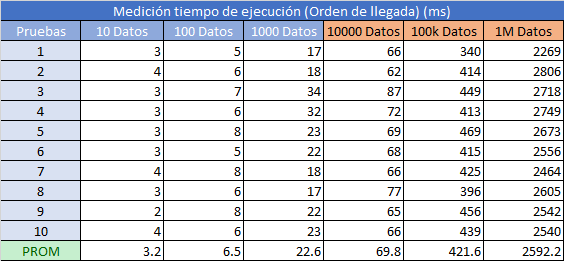 Medición tiempo de ejecución (Orden de llegada) (ms)
Pruebas 10 Datos 100 Datos 1000 Datos 10000 Datos 100k Datos 1M Datos
1 3 5 17 66 340 2269
2 4 6 18 62 414 2806
3 3 7 34 87 449 2718
4 3 6 32 72 413 2749
5 3 8 23 69 469 2673
6 3 5 22 68 415 2556
7 4 8 18 66 425 2464
8 3 6 17 77 396 2605
9 2 8 22 65 456 2542
10 4 6 23 66 439 2540
PROM 3.2 6.5 22.6 69.8 421.6 2592.2